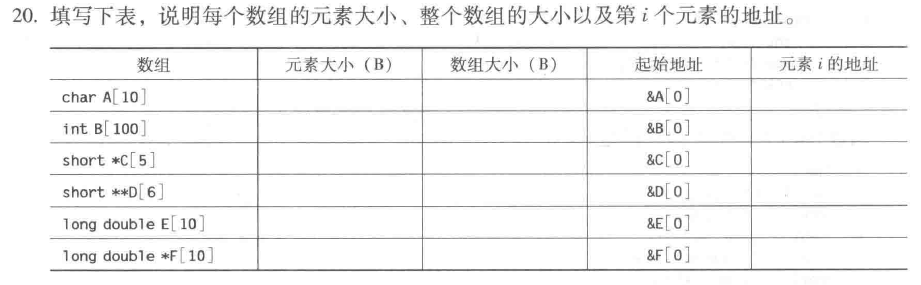 20. 填写下表，说明每个数组的元素大小、整个数组的大小以及第 i 个元素的地址。
数组 元素大小（B） 数组大小（B） 起始地址 元素 i 的地址
char A[10] &A[0]
int B[100] &B[0]
short *C[5] &C[0]
short **D[6] &D[0]
long double E[10] &E[0]
long double *F[10] &F[0]